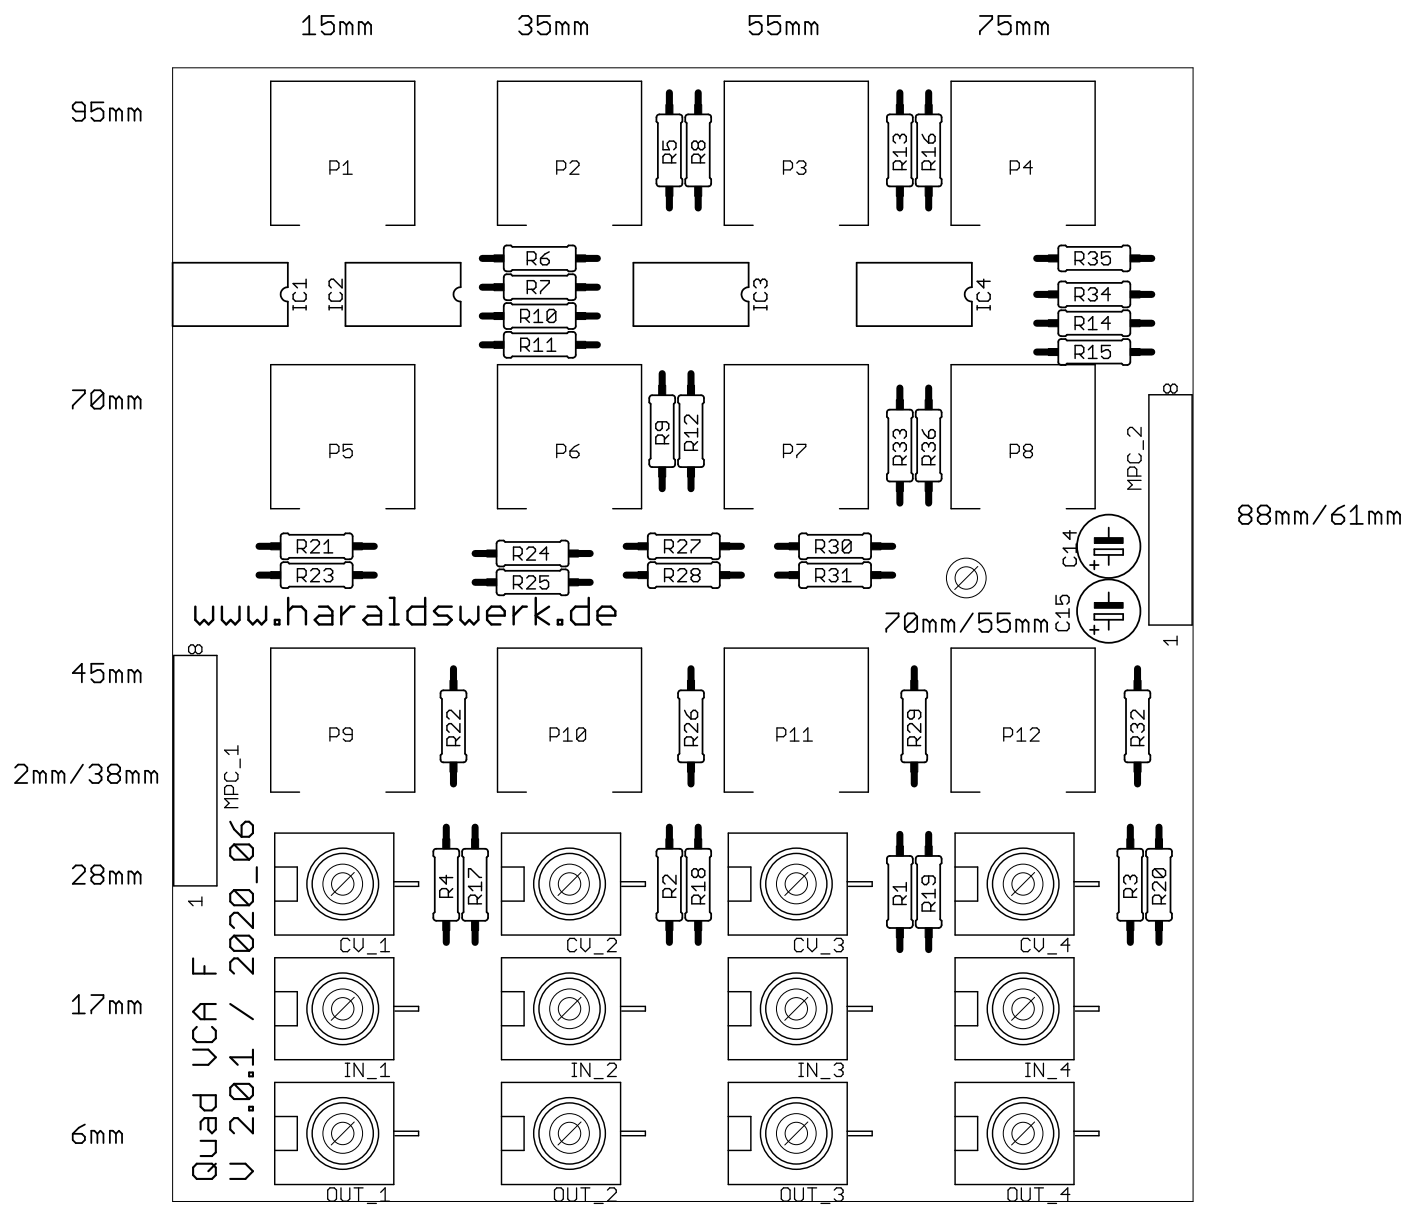 15mm 35mm 55mm 75mm
95mm
P1 P2 R5 R8 P3 R13 R16 P4
R6 R35
R7 R34
IC1 IC2 IC3 IC4
R10 R14
R11 R15
70mm
8
P5 P6 R9 R12 P7 R33 R36 P8
MPC_2
88mm/61mm
R21 R24 R27 R30 C14
+
R23 R25 R28 R31
www.haraldswerk.de
70mm/55mm C15
+
1
8
45mm
P9 R22 P10 R26 P11 R29 P12 R32
2mm/38mm
MPC_1
28mm
R4 R17 R2 R18 R1 R19 R3 R20
1
CV_1 CV_2 CV_3 CV_4
17mm
IN_1 IN_2 IN_3 IN_4
6mm
Quad VCA F
V 2.0.1 / 2020_06
OUT_1 OUT_2 OUT_3 OUT_4